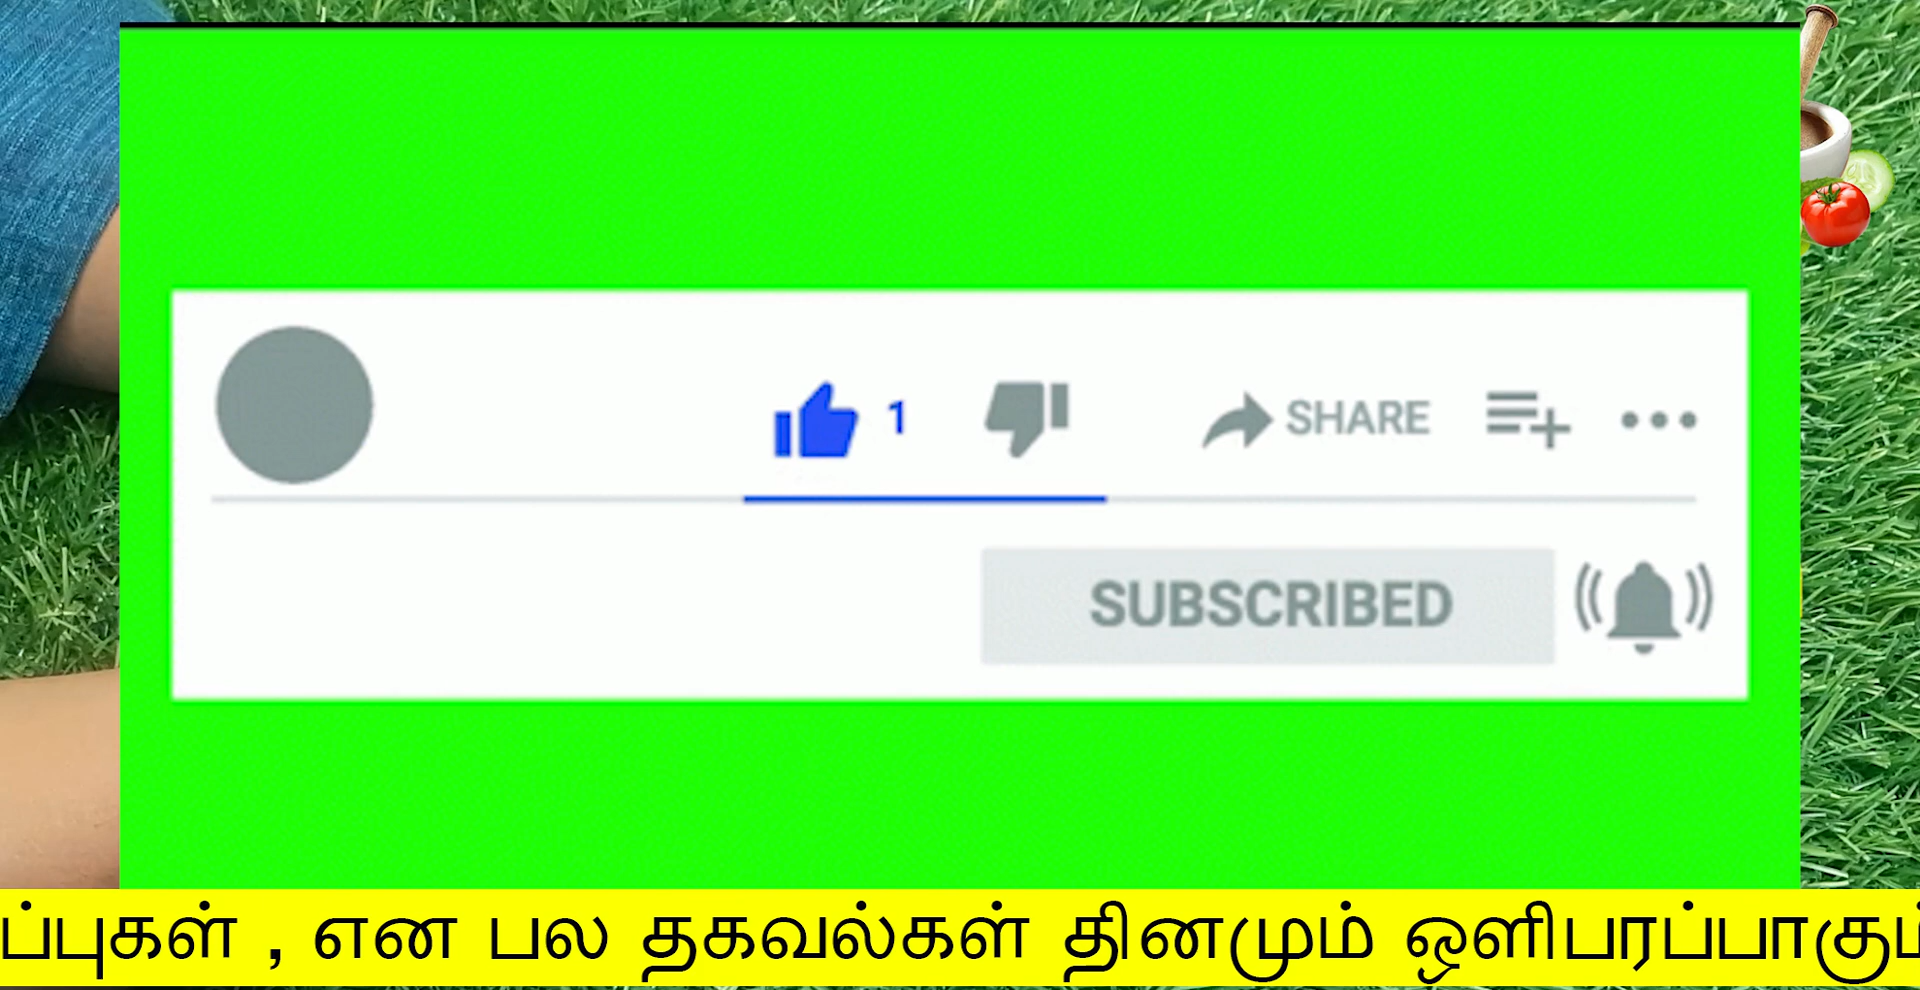 1 SHARE
SUBSCRIBED
ப்புகள் , என பல தகவல்கள் தினமும் ஒளிபரப்பாகும்